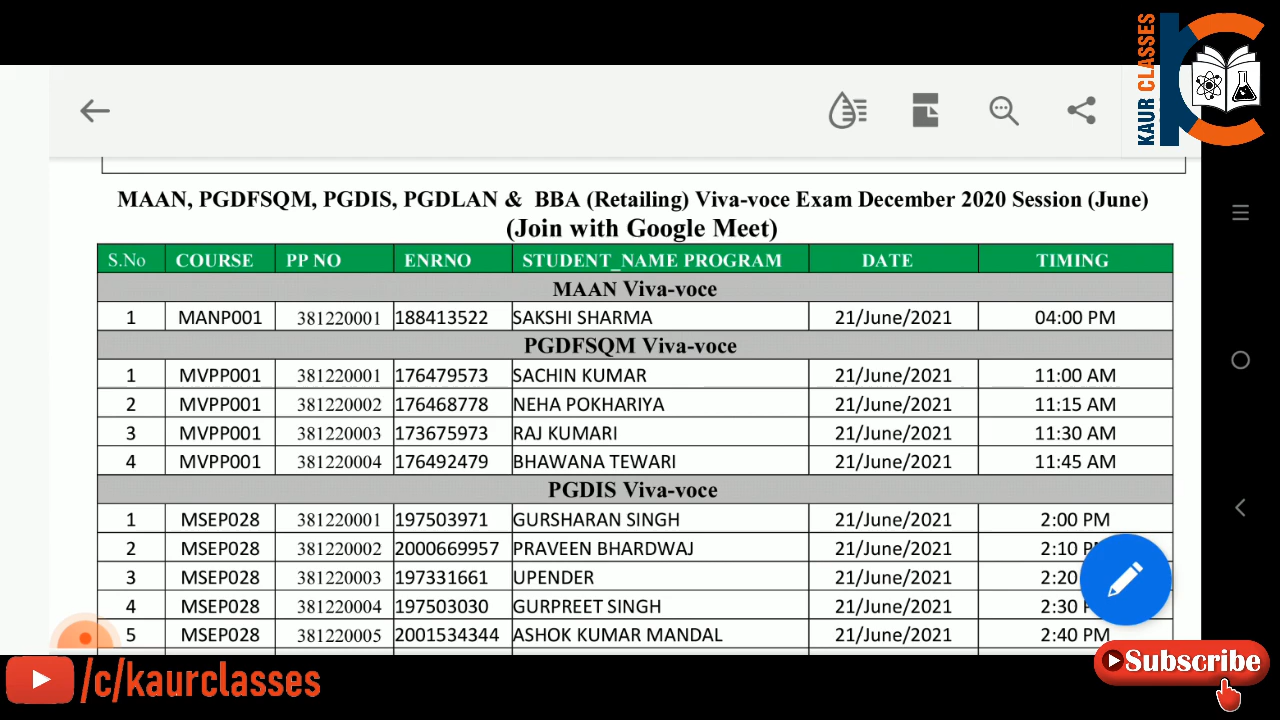 KAUR CLASSES
MAAN, PGDFSQM, PGDIS, PGDLAN & BBA (Retailing) Viva-voce Exam December 2020 Session (June)
(Join with Google Meet)
S.No COURSE PP NO ENRNO STUDENT_NAME PROGRAM DATE TIMING
MAAN Viva-voce
1 MANP001 381220001 188413522 SAKSHI SHARMA 21/June/2021 04:00 PM
PGDFSQM Viva-voce
1 MVPP001 381220001 176479573 SACHIN KUMAR 21/June/2021 11:00 AM
2 MVPP001 381220002 176468778 NEHA POKHARIYA 21/June/2021 11:15 AM
3 MVPP001 381220003 173675973 RAJ KUMARI 21/June/2021 11:30 AM
4 MVPP001 381220004 176492479 BHAWANA TEWARI 21/June/2021 11:45 AM
PGDIS Viva-voce
1 MSEP028 381220001 197503971 GURSHARAN SINGH 21/June/2021 2:00 PM
2 MSEP028 381220002 2000669957 PRAVEEN BHARDWAJ 21/June/2021 2:10
3 MSEP028 381220003 197331661 UPENDER 21/June/2021 2:20
4 MSEP028 381220004 197503030 GURPREET SINGH 21/June/2021 2:30
5 MSEP028 381220005 2001534344 ASHOK KUMAR MANDAL 21/June/2021 2:40 PM
/c/kaurclasses
Subscribe